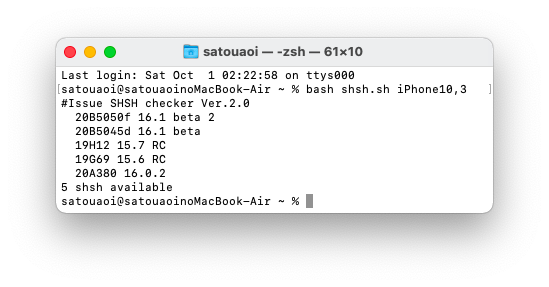 satouaoi — -zsh — 61×10
Last login: Sat Oct  1 02:22:58 on ttys000
[satouaoi@satouaoinoMacBook-Air ~ % bash shsh.sh iPhone10,3   ]
#Issue SHSH checker Ver.2.0
  20B5050f 16.1 beta 2
  20B5045d 16.1 beta
  19H12 15.7 RC
  19G69 15.6 RC
  20A380 16.0.2
5 shsh available
satouaoi@satouaoinoMacBook-Air ~ %